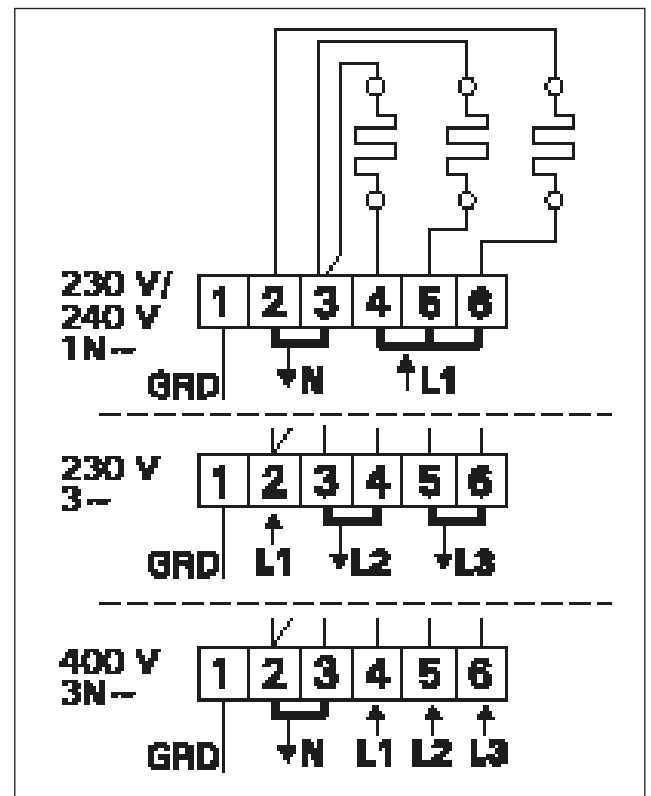 230 V/
240 V
1N~
1 2 3 4 5 6
GRD N L1
230 V
3~
1 2 3 4 5 6
GRD L1 L2 L3
400 V
3N~
1 2 3 4 5 6
GRD N L1 L2 L3